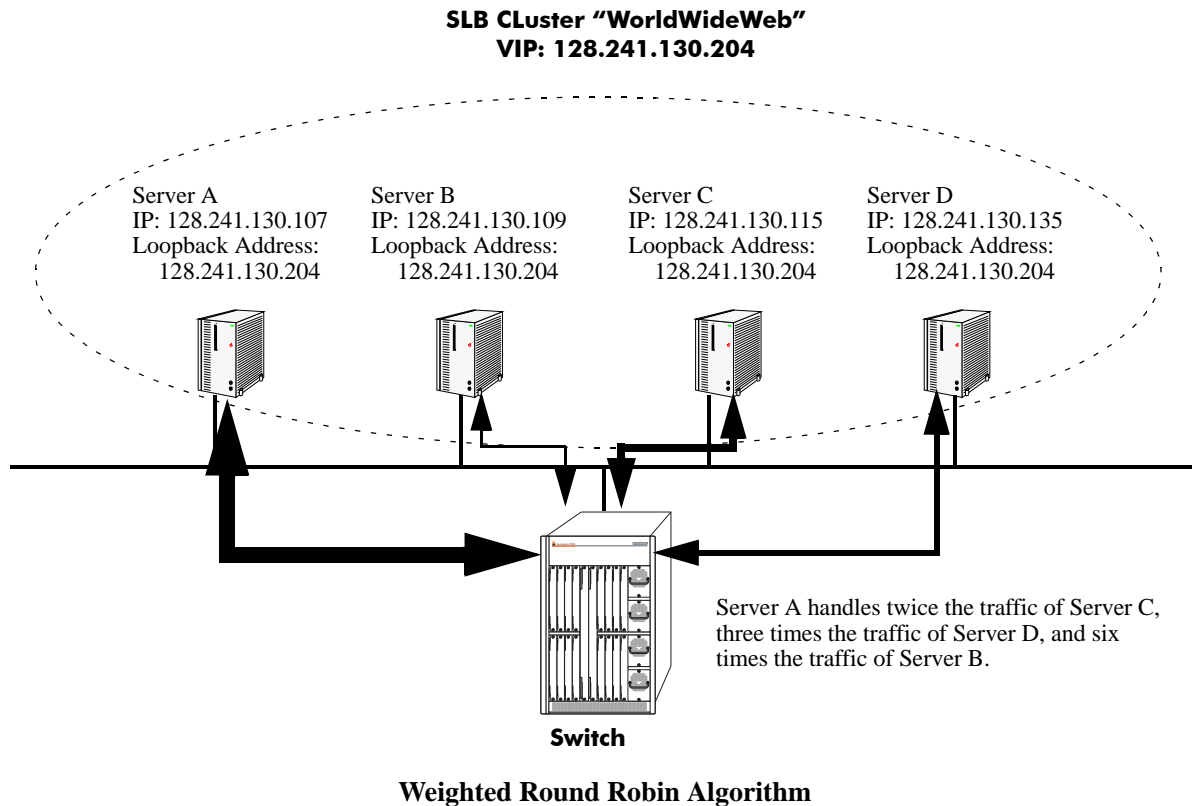 SLB CLuster “WorldWideWeb”
VIP: 128.241.130.204
Server A
IP: 128.241.130.107
Loopback Address:
128.241.130.204
Server B
IP: 128.241.130.109
Loopback Address:
128.241.130.204
Server C
IP: 128.241.130.115
Loopback Address:
128.241.130.204
Server D
IP: 128.241.130.135
Loopback Address:
128.241.130.204
Server A handles twice the traffic of Server C,
three times the traffic of Server D, and six
times the traffic of Server B.
Switch
Weighted Round Robin Algorithm